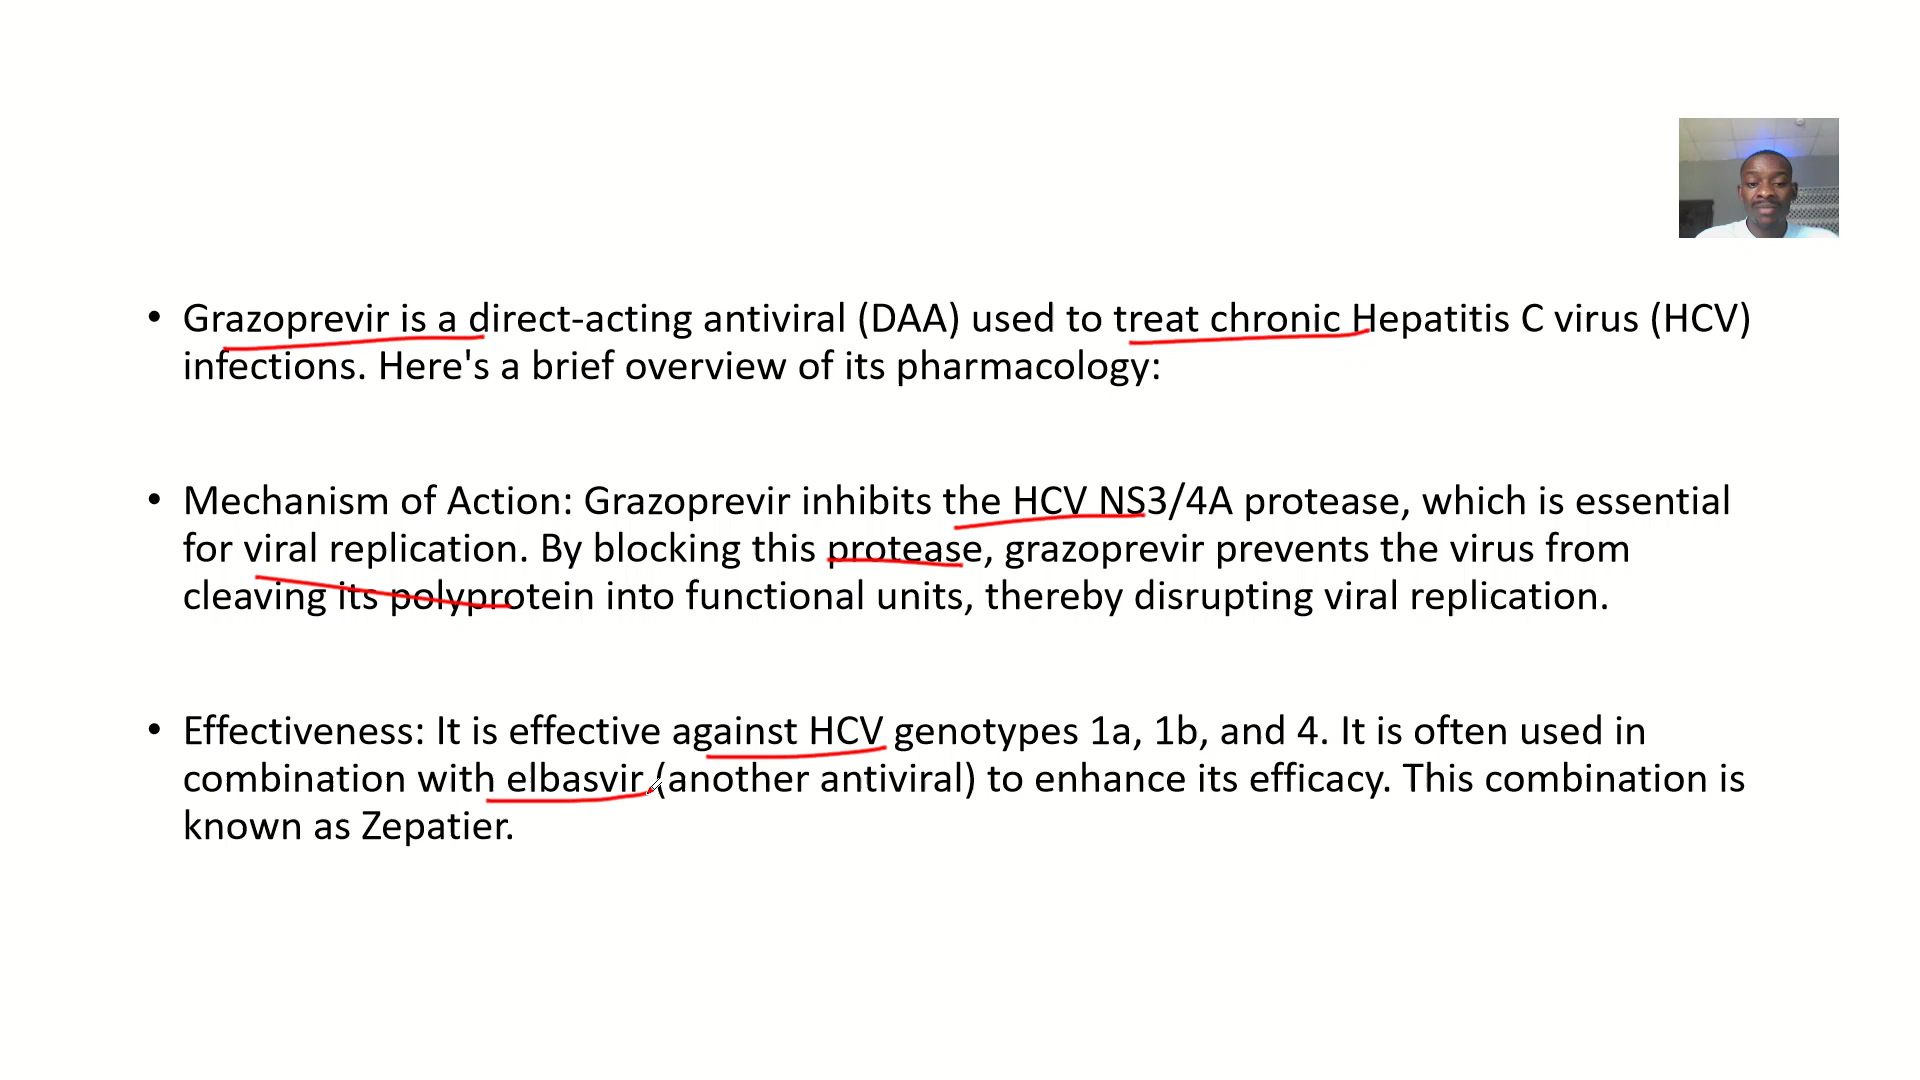 • Grazoprevir is a direct-acting antiviral (DAA) used to treat chronic Hepatitis C virus (HCV)
infections. Here's a brief overview of its pharmacology:
• Mechanism of Action: Grazoprevir inhibits the HCV NS3/4A protease, which is essential
for viral replication. By blocking this protease, grazoprevir prevents the virus from
cleaving its polyprotein into functional units, thereby disrupting viral replication.
• Effectiveness: It is effective against HCV genotypes 1a, 1b, and 4. It is often used in
combination with elbasvir (another antiviral) to enhance its efficacy. This combination is
known as Zepatier.